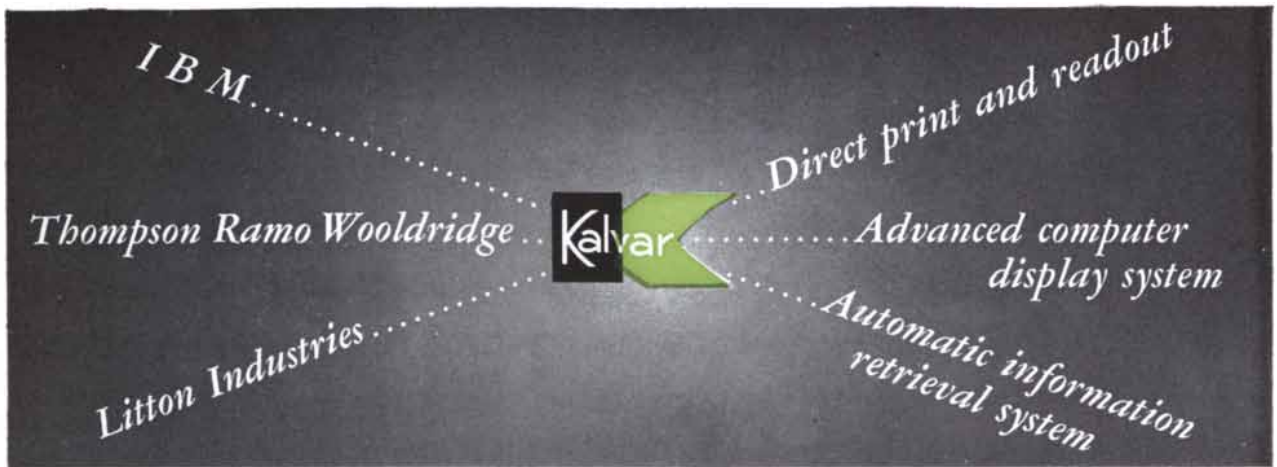 I B M..........
Thompson Ramo Wooldridge...
Litton Industries..........
Kalvar
...Direct print and readout
..........Advanced computer
display system
......Automatic information
retrieval system